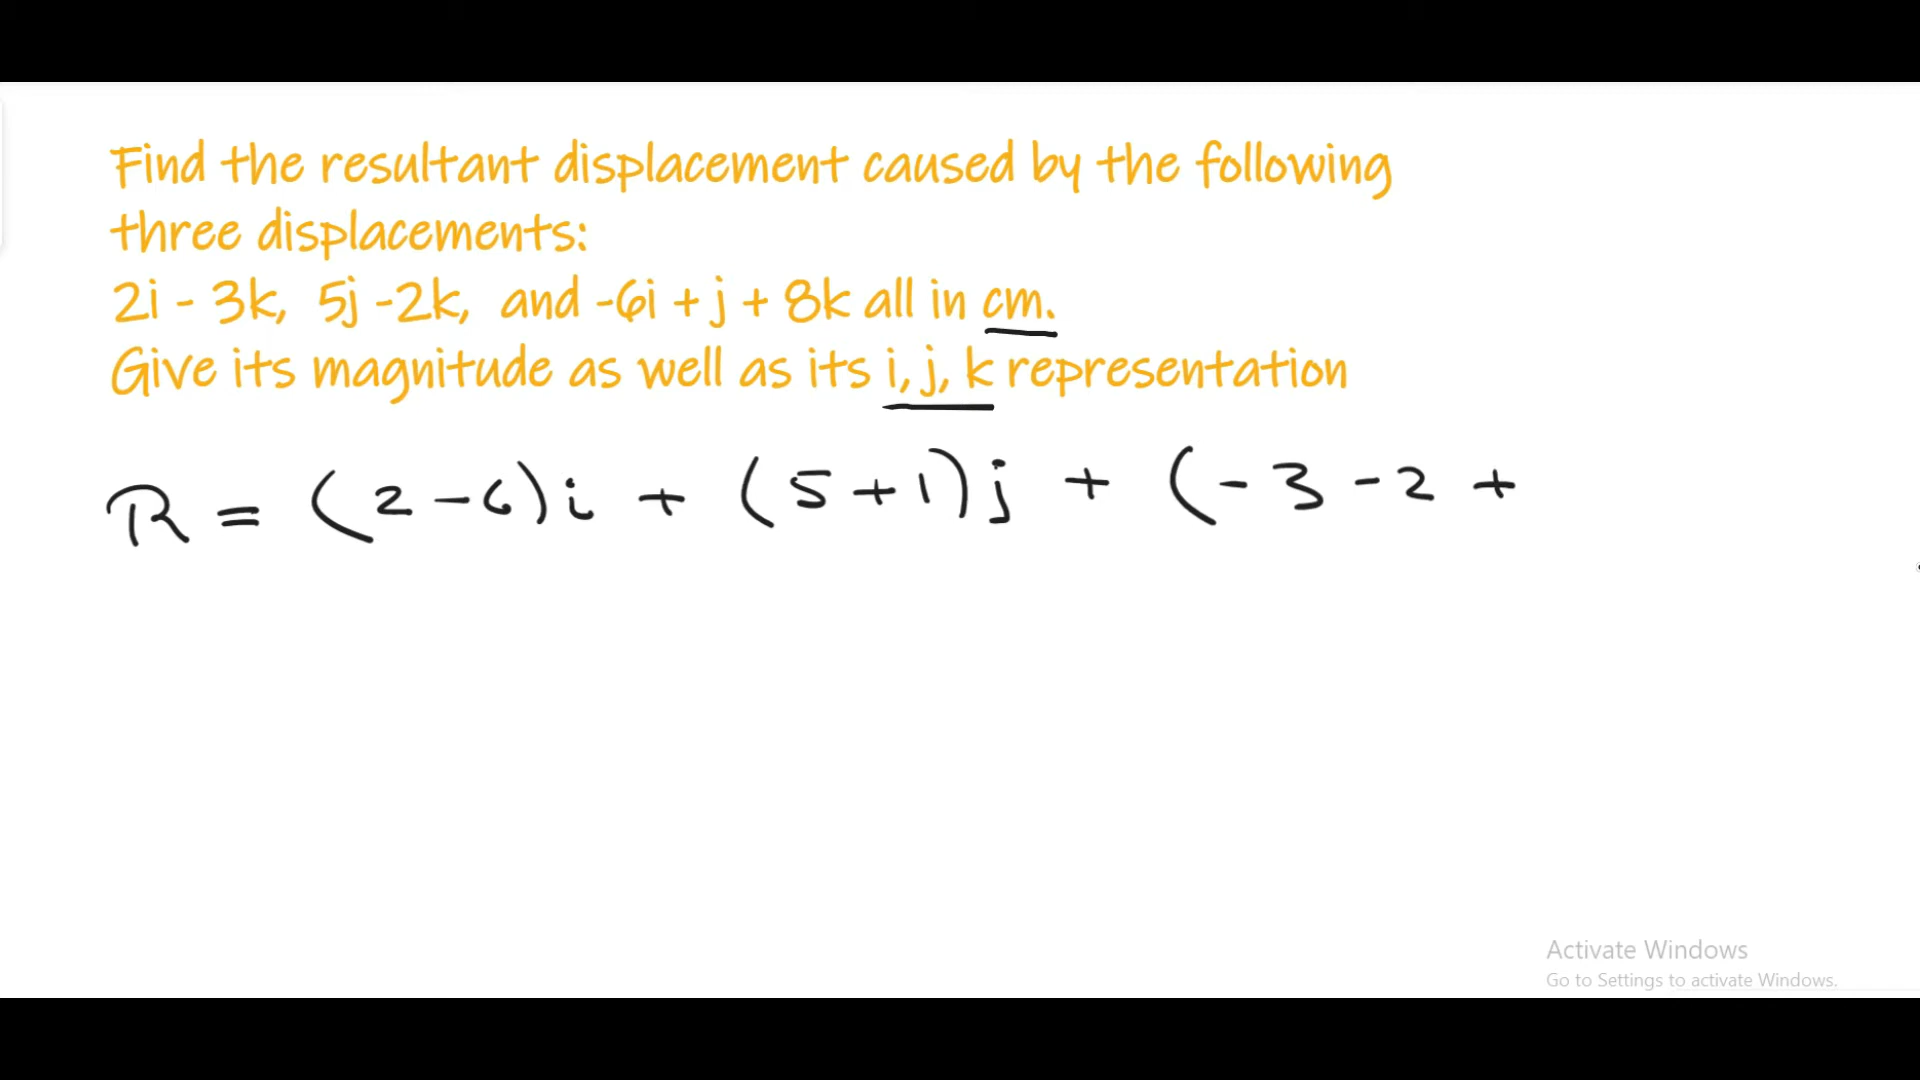 Find the resultant displacement caused by the following
three displacements:
2i - 3k, 5j -2k, and -6i + j + 8k all in cm.
Give its magnitude as well as its i, j, k representation
R = (2-6)i + (5+1)j + (-3-2+
Activate Windows
Go to Settings to activate Windows.